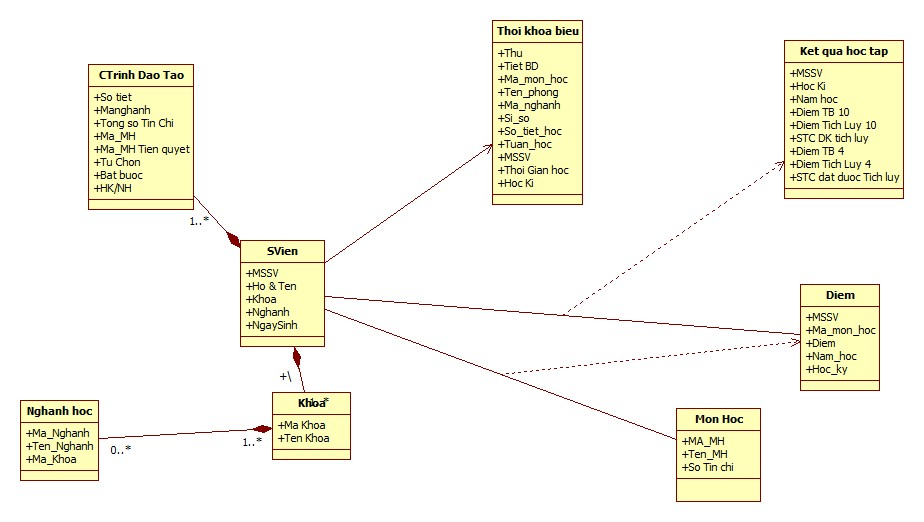 Thoi khoa bieu
+Thu
+Tiet BD
+Ma_mon_hoc
+Ten_phong
+Ma_nghanh
+Si_so
+So_tiet_hoc
+Tuan_hoc
+MSSV
+Thoi Gian hoc
+Hoc Ki
Ket qua hoc tap
+MSSV
+Hoc Ki
+Nam hoc
+Diem TB 10
+Diem Tich Luy 10
+STC DK tich luy
+Diem TB 4
+Diem Tich Luy 4
+STC dat duoc Tich luy
CTrinh Dao Tao
+So tiet
+Manghanh
+Tong so Tin Chi
+Ma_MH
+Ma_MH Tien quyet
+Tu Chon
+Bat buoc
+HK/NH
1..*
SVien
+MSSV
+Ho & Ten
+Khoa
+Nghanh
+NgaySinh
Diem
+MSSV
+Ma_mon_hoc
+Diem
+Nam_hoc
+Hoc_ky
+\
Khoa
+Ma Khoa
+Ten Khoa
Nghanh hoc
+Ma_Nghanh
+Ten_Nghanh
+Ma_Khoa
0..*
1..*
Mon Hoc
+MA_MH
+Ten_MH
+So Tin chi